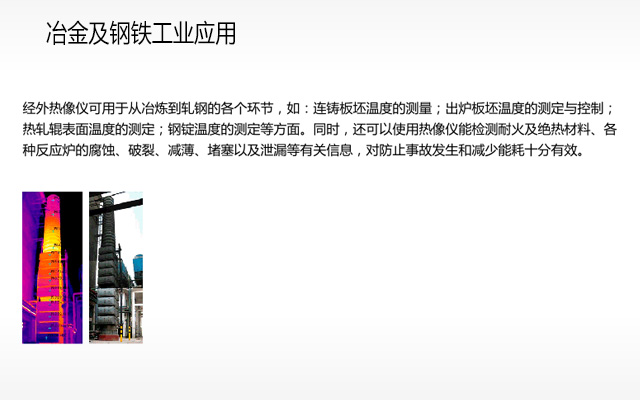 冶金及钢铁工业应用
经外热像仪可用于从冶炼到轧钢的各个环节，如：连铸板坯温度的测量；出炉板坯温度的测定与控制；
热轧辊表面温度的测定；钢锭温度的测定等方面。同时，还可以使用热像仪能检测耐火及绝热材料、各
种反应炉的腐蚀、破裂、减薄、堵塞以及泄漏等有关信息，对防止事故发生和减少能耗十分有效。